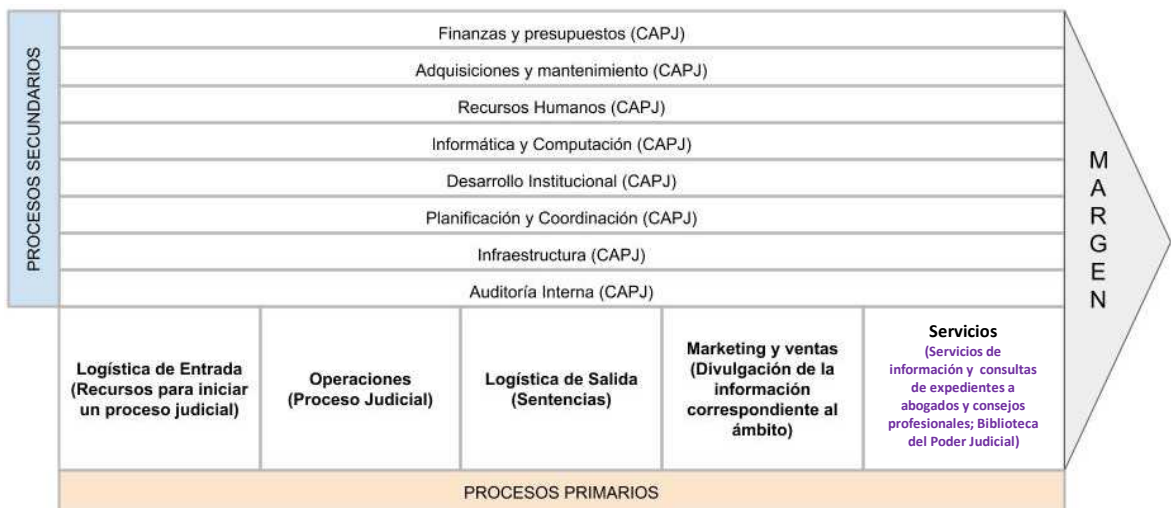 PROCESOS SECUNDARIOS
Finanzas y presupuestos (CAPJ)
Adquisiciones y mantenimiento (CAPJ)
Recursos Humanos (CAPJ)
Informática y Computación (CAPJ)
Desarrollo Institucional (CAPJ)
Planificación y Coordinación (CAPJ)
Infraestructura (CAPJ)
Auditoría Interna (CAPJ)
MARGEN
Logística de Entrada
(Recursos para iniciar
un proceso judicial)
Operaciones
(Proceso Judicial)
Logística de Salida
(Sentencias)
Marketing y ventas
(Divulgación de la
información
correspondiente al
ámbito)
Servicios
(Servicios de
información y consultas
de expedientes a
abogados y consejos
profesionales; Biblioteca
del Poder Judicial)
PROCESOS PRIMARIOS